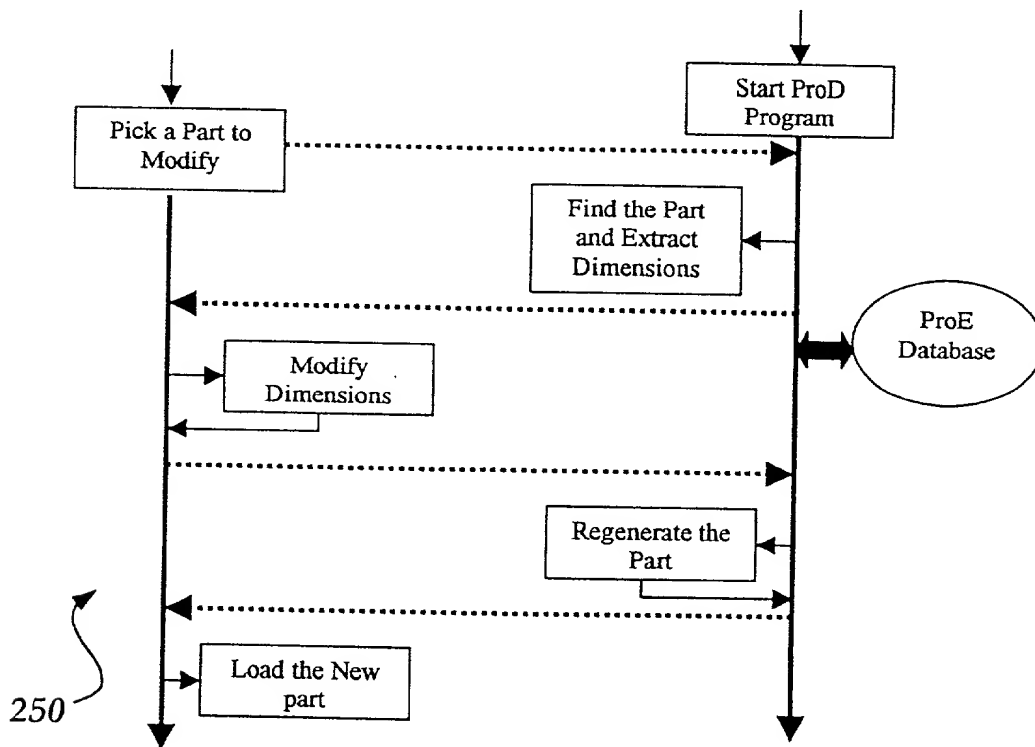 Start ProD
Program
Pick a Part to
Modify
Find the Part
and Extract
Dimensions
ProE
Database
Modify
Dimensions
Regenerate the
Part
Load the New
part
250